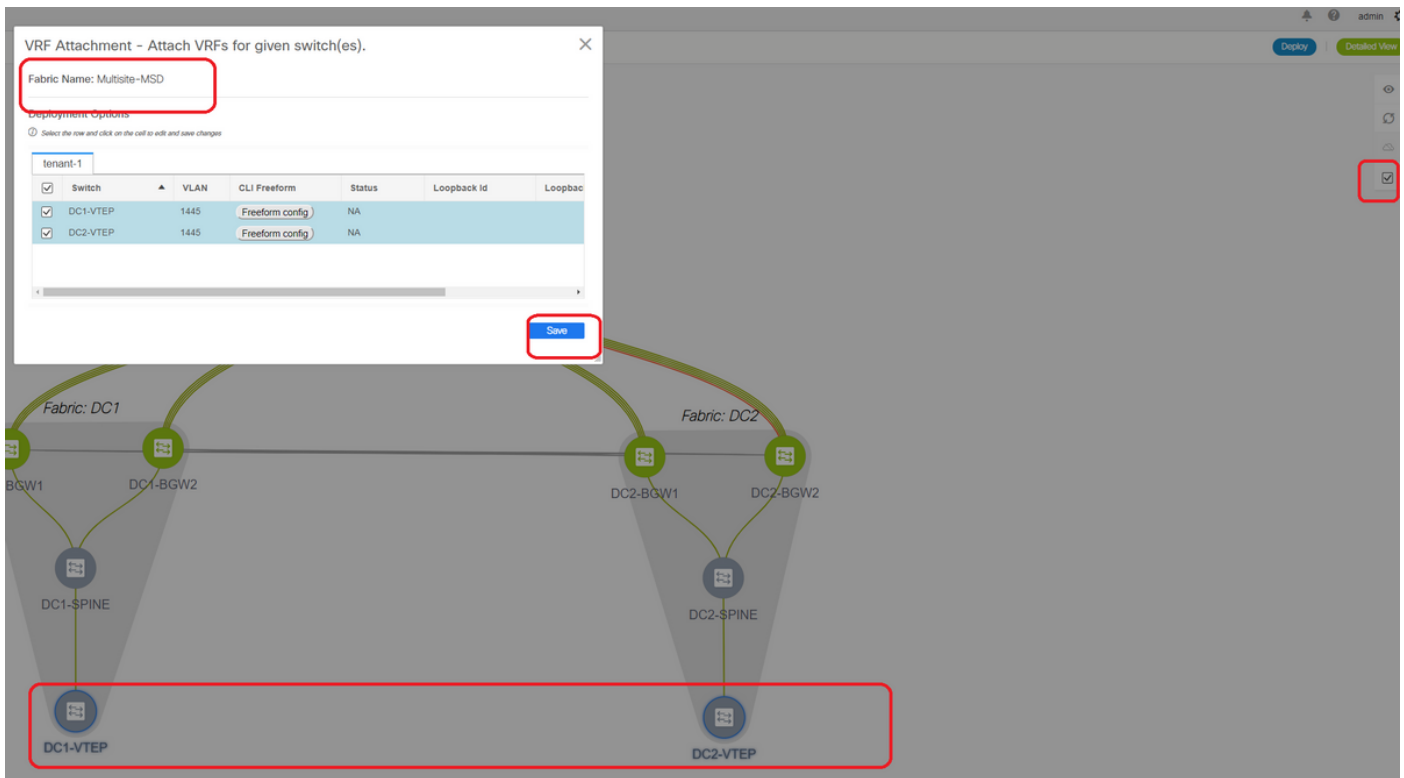 admin
VRF Attachment - Attach VRFs for given switch(es).
Deploy
Detailed View
Fabric Name: Multisite-MSD
Deployment Options
Select the row and click on the cell to edit and save changes
tenant-1
Switch VLAN CLI Freeform Status Loopback Id Loopbac
DC1-VTEP 1445 Freeform config NA
DC2-VTEP 1445 Freeform config NA
Save
Fabric: DC1
Fabric: DC2
BGW1
DC1-BGW2
DC2-BGW1
DC2-BGW2
DC1-SPINE
DC2-SPINE
DC1-VTEP
DC2-VTEP